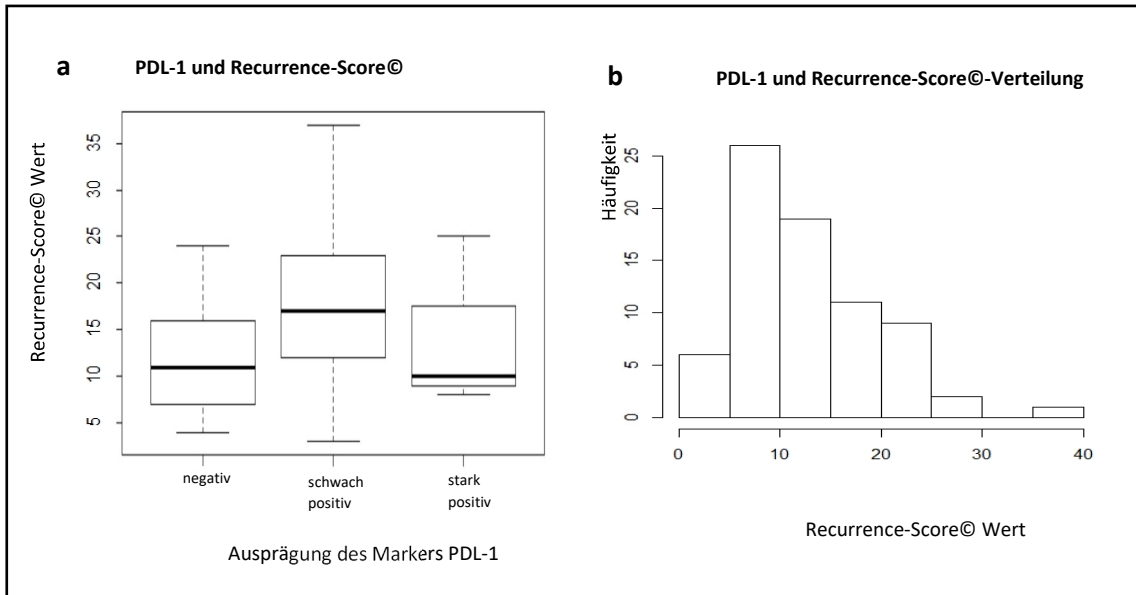 a
PDL-1 und Recurrence-Score©
Recurrence-Score© Wert
35
30
25
20
15
10
5
negativ
schwach
positiv
stark
positiv
Ausprägung des Markers PDL-1
b
PDL-1 und Recurrence-Score©-Verteilung
Häufigkeit
25
20
15
10
5
0
0 10 20 30 40
Recurrence-Score© Wert